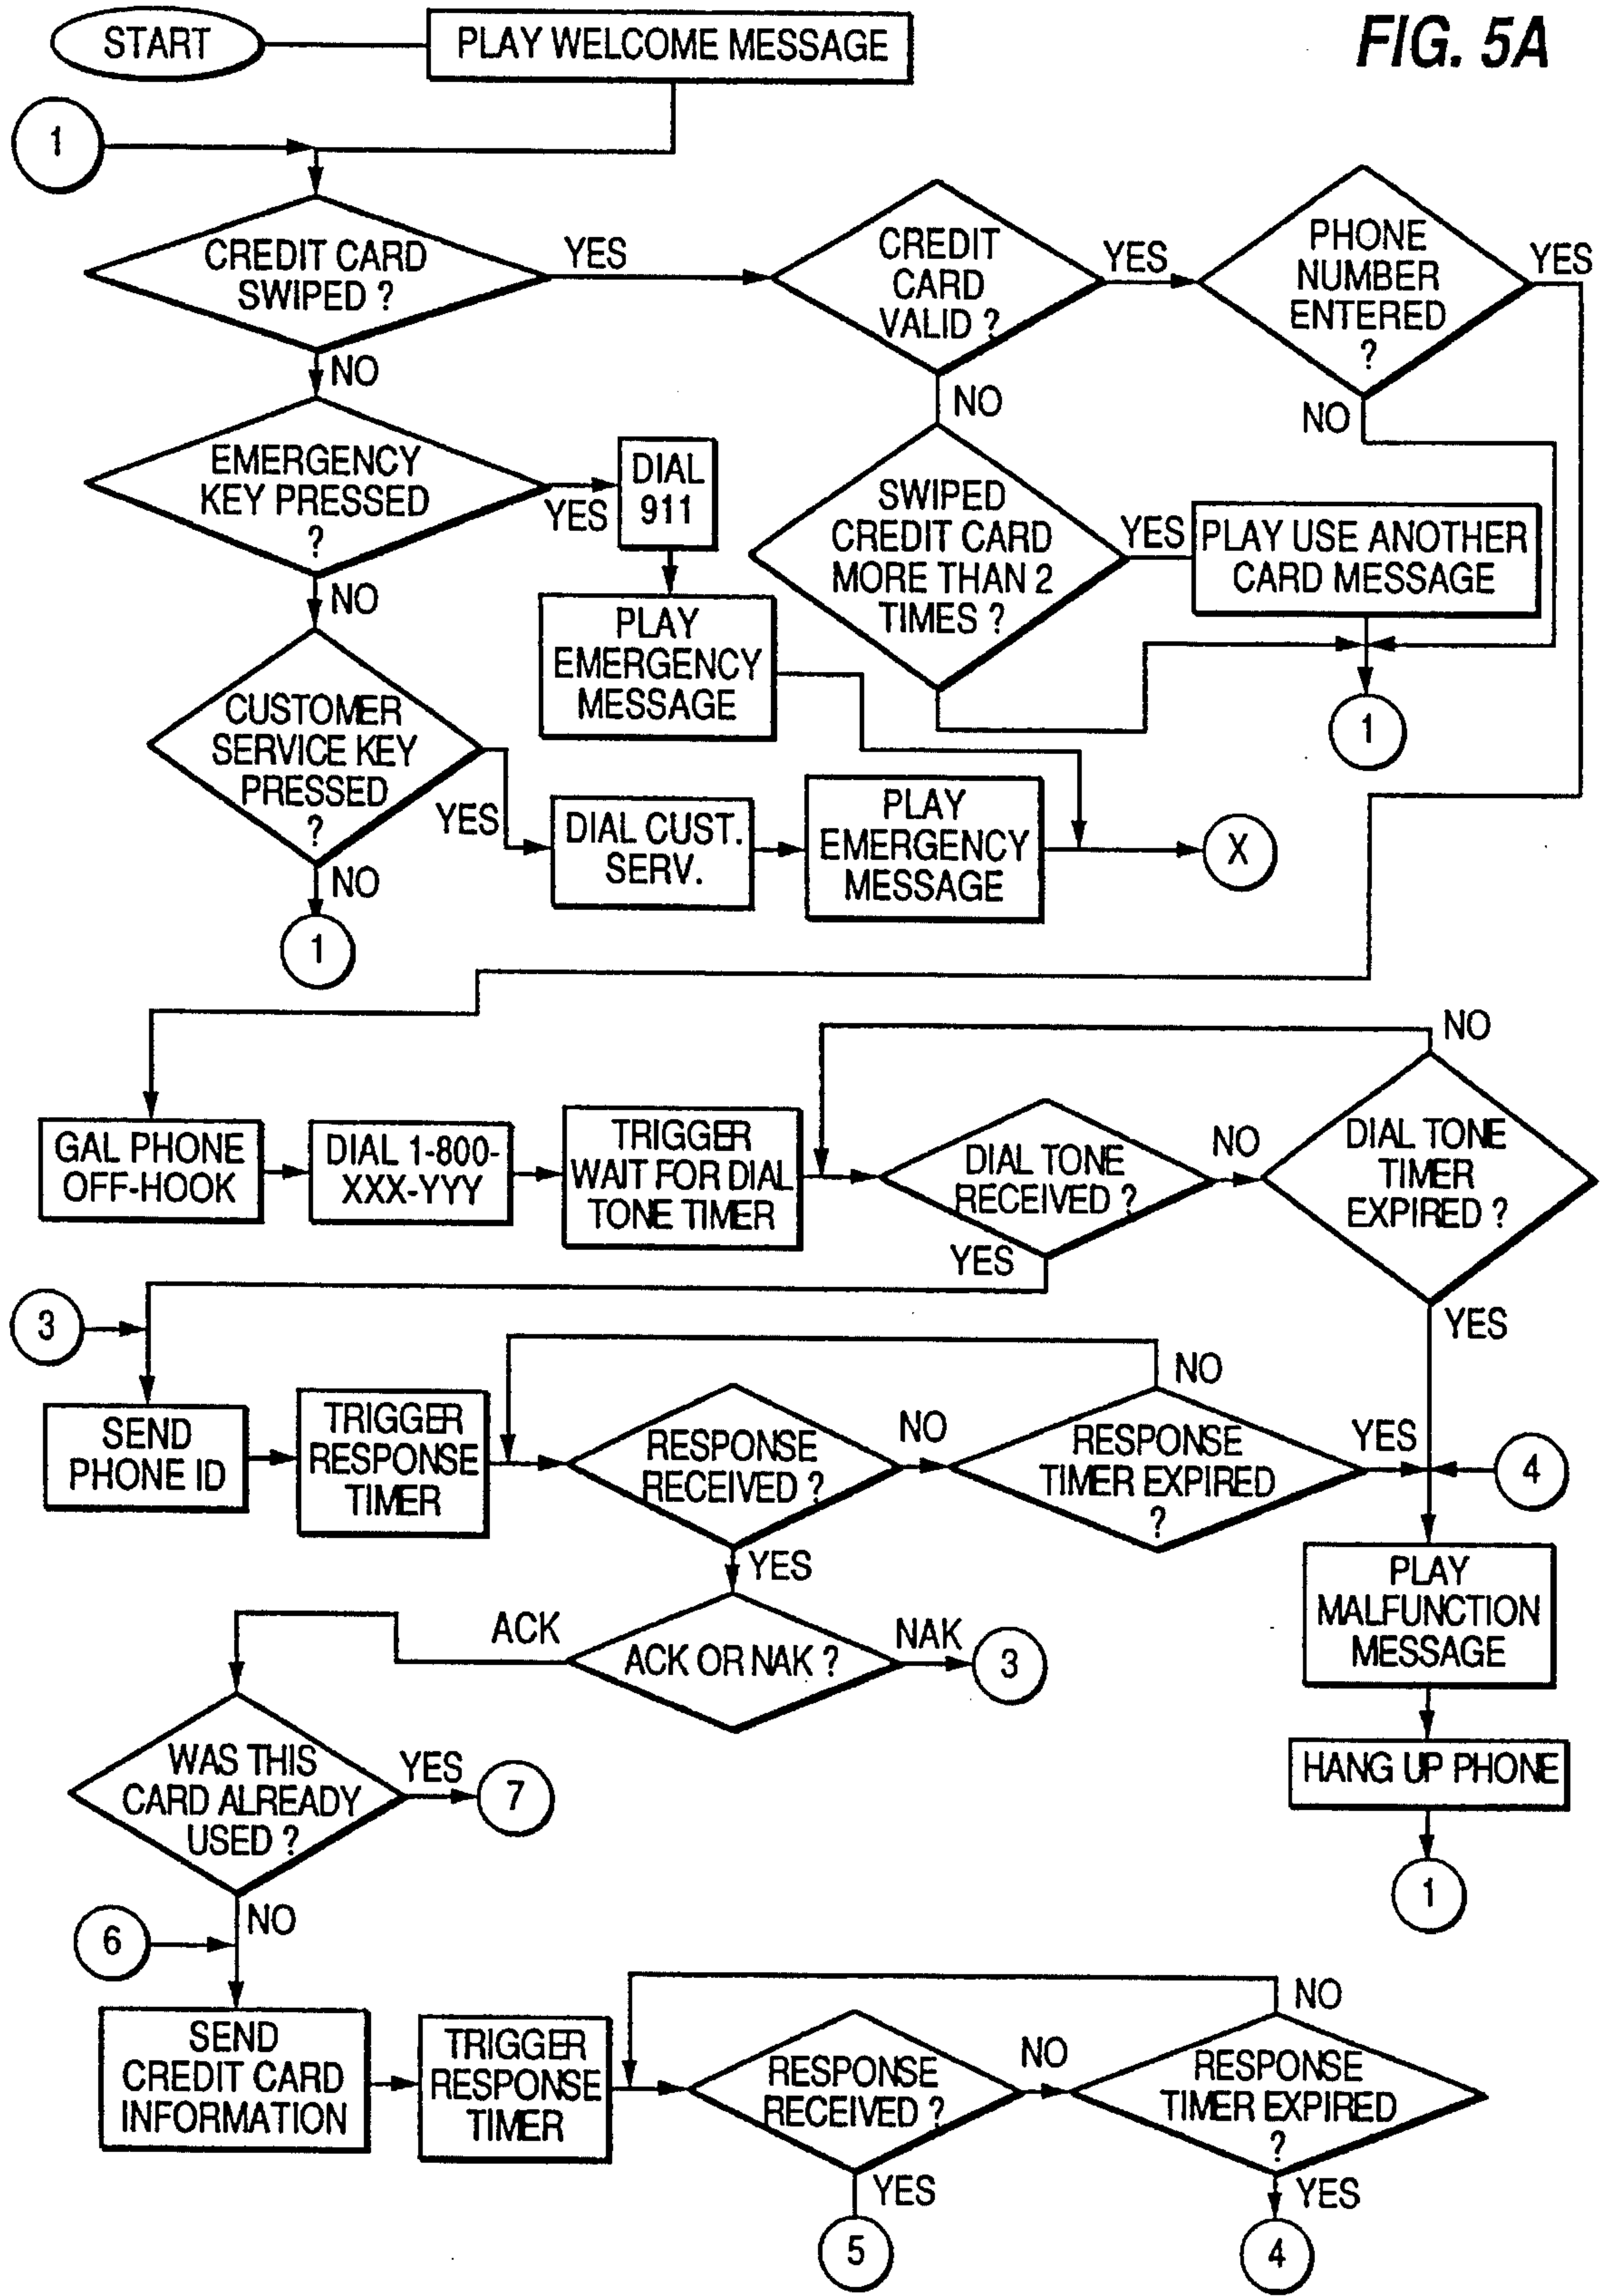 FIG. 5A
START
PLAY WELCOME MESSAGE
1
CREDIT CARD
SWIPED ?
YES
CREDIT
CARD
VALID ?
YES
PHONE
NUMBER
ENTERED
?
YES
NO
NO
NO
EMERGENCY
KEY PRESSED
?
YES
DIAL
911
SWIPED
CREDIT CARD
MORE THAN 2
TIMES ?
YES
PLAY USE ANOTHER
CARD MESSAGE
NO
PLAY
EMERGENCY
MESSAGE
1
CUSTOMER
SERVICE KEY
PRESSED
?
YES
DIAL CUST.
SERV.
PLAY
EMERGENCY
MESSAGE
X
NO
1
NO
GAL PHONE
OFF-HOOK
DIAL 1-800-
XXX-YYY
TRIGGER
WAIT FOR DIAL
TONE TIMER
DIAL TONE
RECEIVED ?
NO
DIAL TONE
TIMER
EXPIRED ?
YES
YES
3
NO
SEND
PHONE ID
TRIGGER
RESPONSE
TIMER
RESPONSE
RECEIVED ?
NO
RESPONSE
TIMER EXPIRED
?
YES
4
YES
PLAY
MALFUNCTION
MESSAGE
ACK
ACK OR NAK ?
NAK
3
WAS THIS
CARD ALREADY
USED ?
YES
7
HANG UP PHONE
1
NO
6
NO
SEND
CREDIT CARD
INFORMATION
TRIGGER
RESPONSE
TIMER
RESPONSE
RECEIVED ?
NO
RESPONSE
TIMER EXPIRED
?
YES
YES
5
4